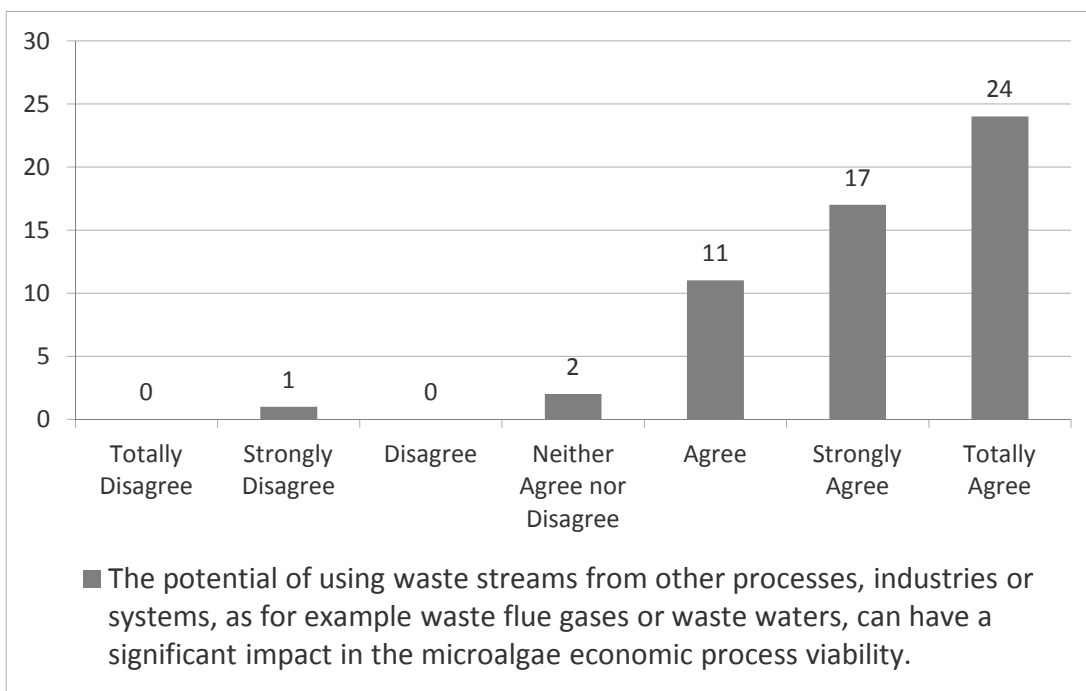 30
25
20
15
10
5
0
0
1
0
2
11
17
24
Totally
Disagree
Strongly
Disagree
Disagree
Neither
Agree nor
Disagree
Agree
Strongly
Agree
Totally
Agree
The potential of using waste streams from other processes, industries or
systems, as for example waste flue gases or waste waters, can have a
significant impact in the microalgae economic process viability.